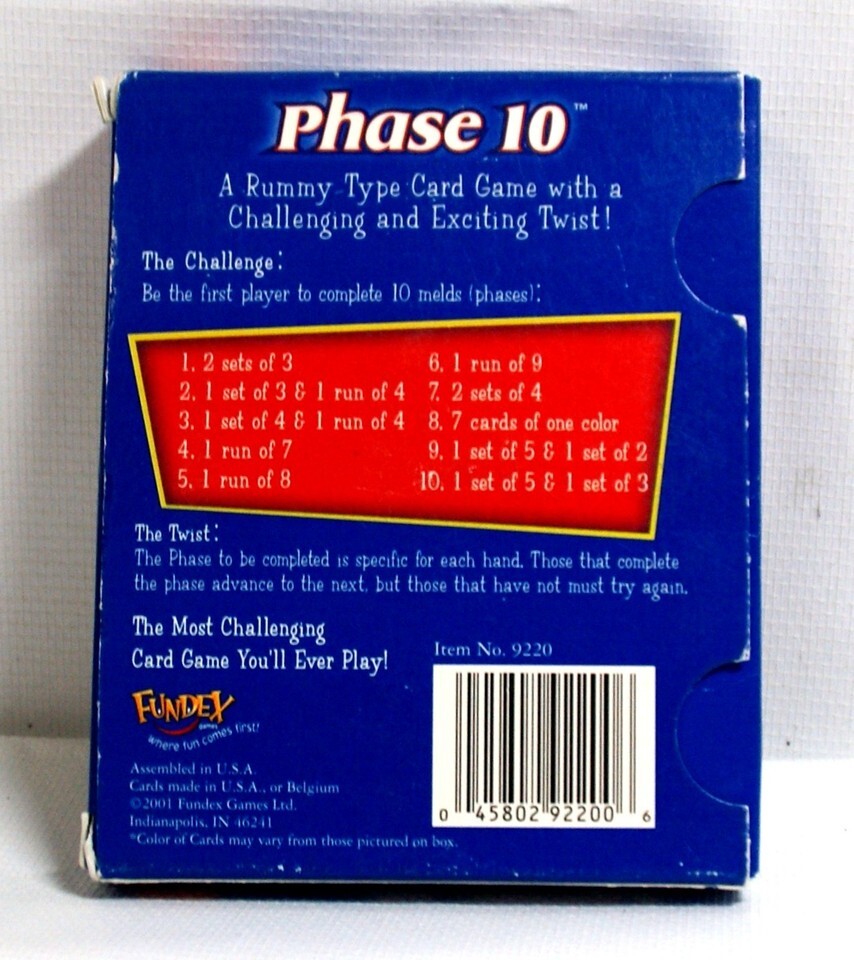 Phase 10™
A Rummy-Type Card Game with a
Challenging and Exciting Twist!
The Challenge:
Be the first player to complete 10 melds (phases):
1. 2 sets of 3
2. 1 set of 3 & 1 run of 4
3. 1 set of 4 & 1 run of 4
4. 1 run of 7
5. 1 run of 8
6. 1 run of 9
7. 2 sets of 4
8. 7 cards of one color
9. 1 set of 5 & 1 set of 2
10. 1 set of 5 & 1 set of 3
The Twist:
The Phase to be completed is specific for each hand. Those that complete
the phase advance to the next, but those that have not must try again.
The Most Challenging
Card Game You'll Ever Play!
Item No. 9220
FUNDEX
games
where fun comes first!
Assembled in U.S.A.
Cards made in U.S.A., or Belgium
©2001 Fundex Games Ltd.
Indianapolis, IN 46241
*Color of Cards may vary from those pictured on box.
0 45802 92200 6